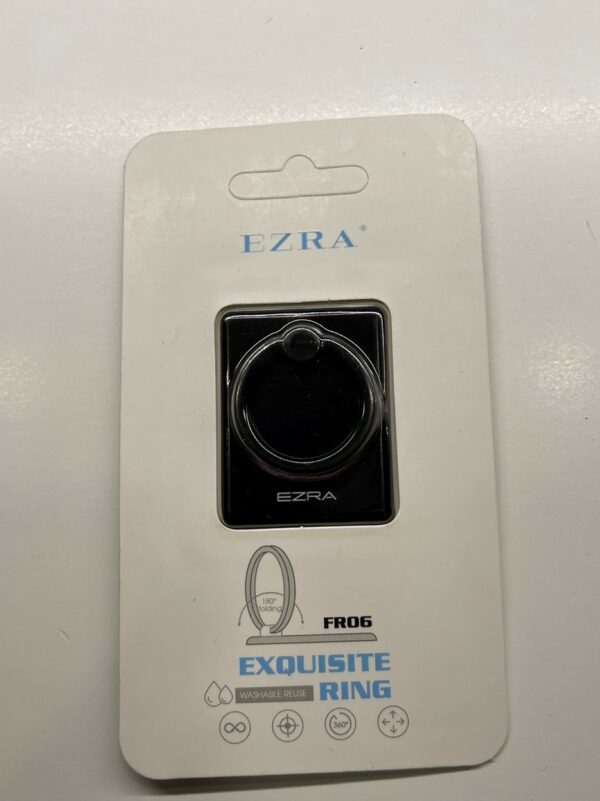 EZRA®
EZRA
180°
folding
FR06
EXQUISITE
WASHABLE REUSE RING
360°